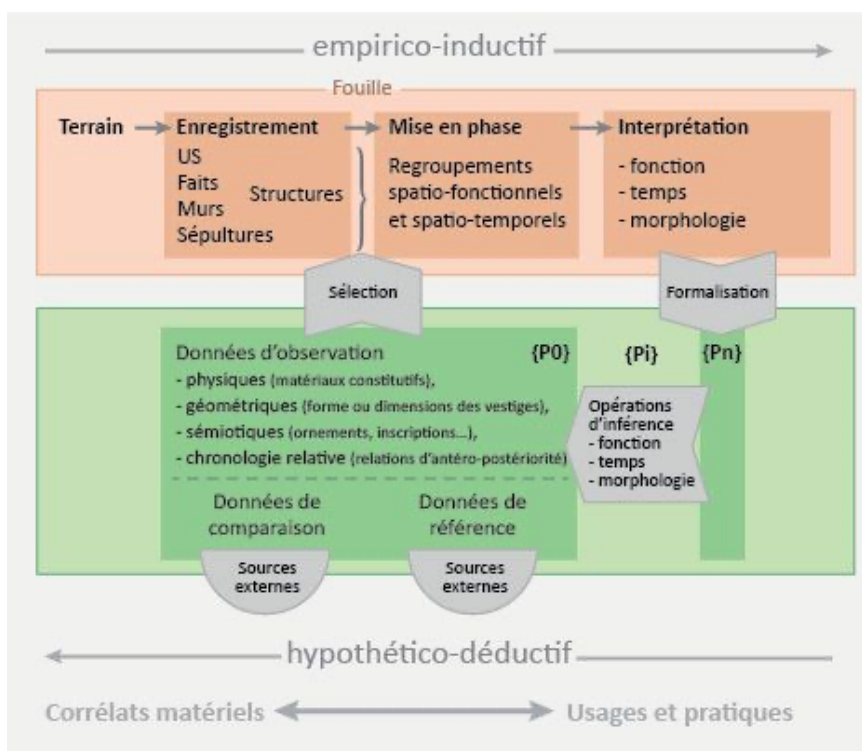 empirico-inductif
Fouille
Terrain
Enregistrement
US
Faits
Murs
Sépultures
Structures
Mise en phase
Regroupements
spatio-fonctionnels
et spatio-temporels
Interprétation
- fonction
- temps
- morphologie
Sélection
Formalisation
Données d'observation
{P0}
{Pi}
{Pn}
- physiques (matériaux constitutifs),
- géométriques (forme ou dimensions des vestiges),
- sémiotiques (ornements, inscriptions...),
- chronologie relative (relations d'antéro-postériorité)
Opérations
d'inférence
- fonction
- temps
- morphologie
Données de
comparaison
Données de
référence
Sources
externes
Sources
externes
hypothético-déductif
Corrélats matériels
Usages et pratiques